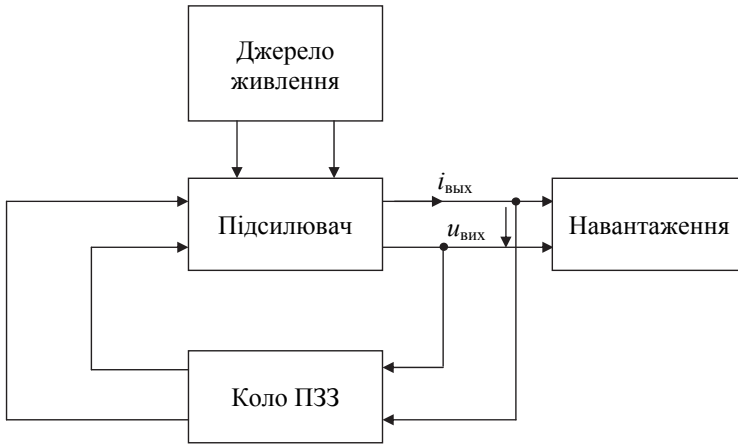 Джерело
живлення
iвых
Підсилювач
uвих
Навантаження
Коло ПЗЗ